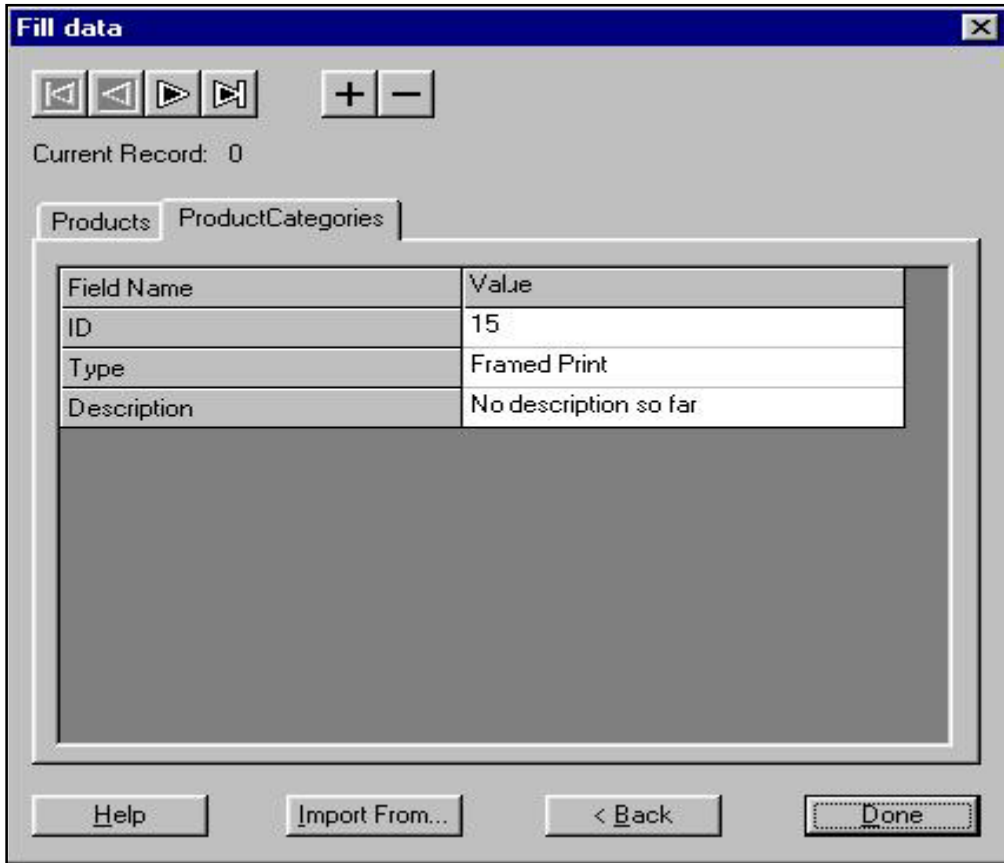 Fill data
Current Record: 0
Products ProductCategories
Field Name Value
ID 15
Type Framed Print
Description No description so far
Help Import From... < Back Done